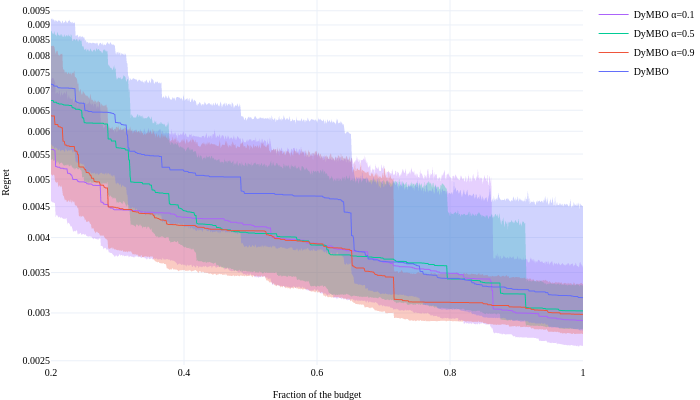 0.0095
0.009
0.0085
0.008
0.0075
0.007
0.0065
0.006
0.0055
0.005
0.0045
0.004
0.0035
0.003
0.0025
Regret
0.2 0.4 0.6 0.8 1
Fraction of the budget
DyMBO α=0.1
DyMBO α=0.5
DyMBO α=0.9
DyMBO